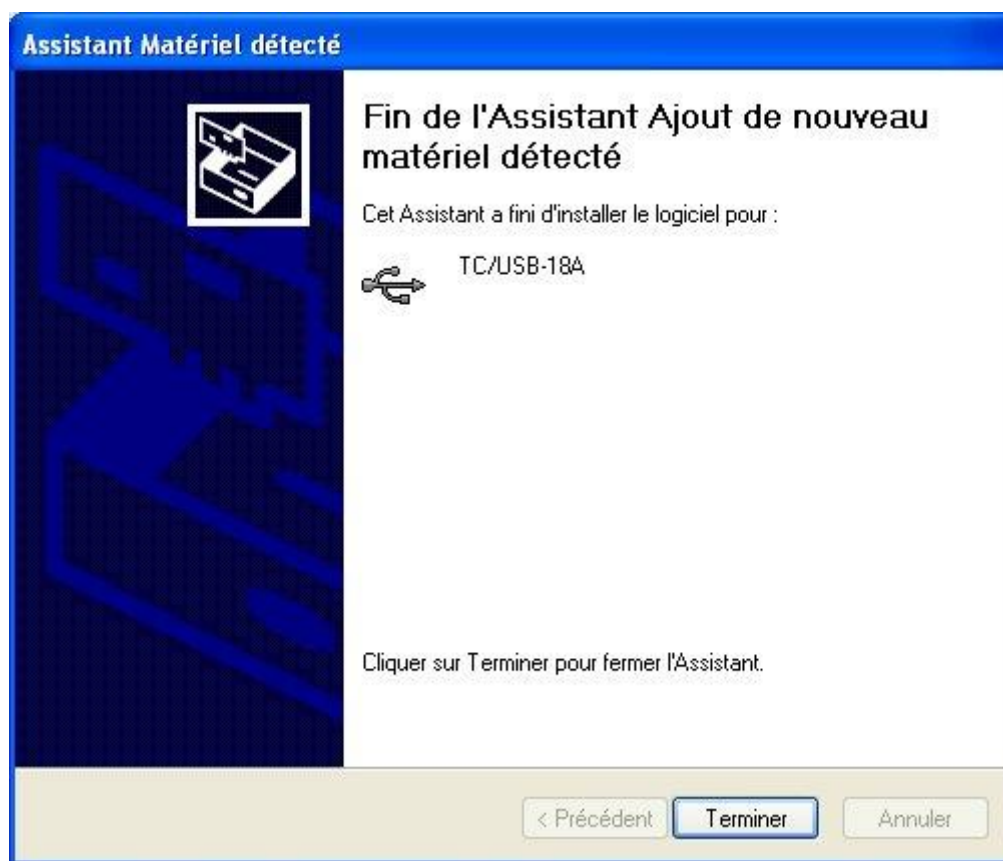 Assistant Matériel détecté
Fin de l'Assistant Ajout de nouveau
matériel détecté
Cet Assistant a fini d'installer le logiciel pour :
TC/USB-18A
Cliquer sur Terminer pour fermer l'Assistant.
< Précédent
Terminer
Annuler